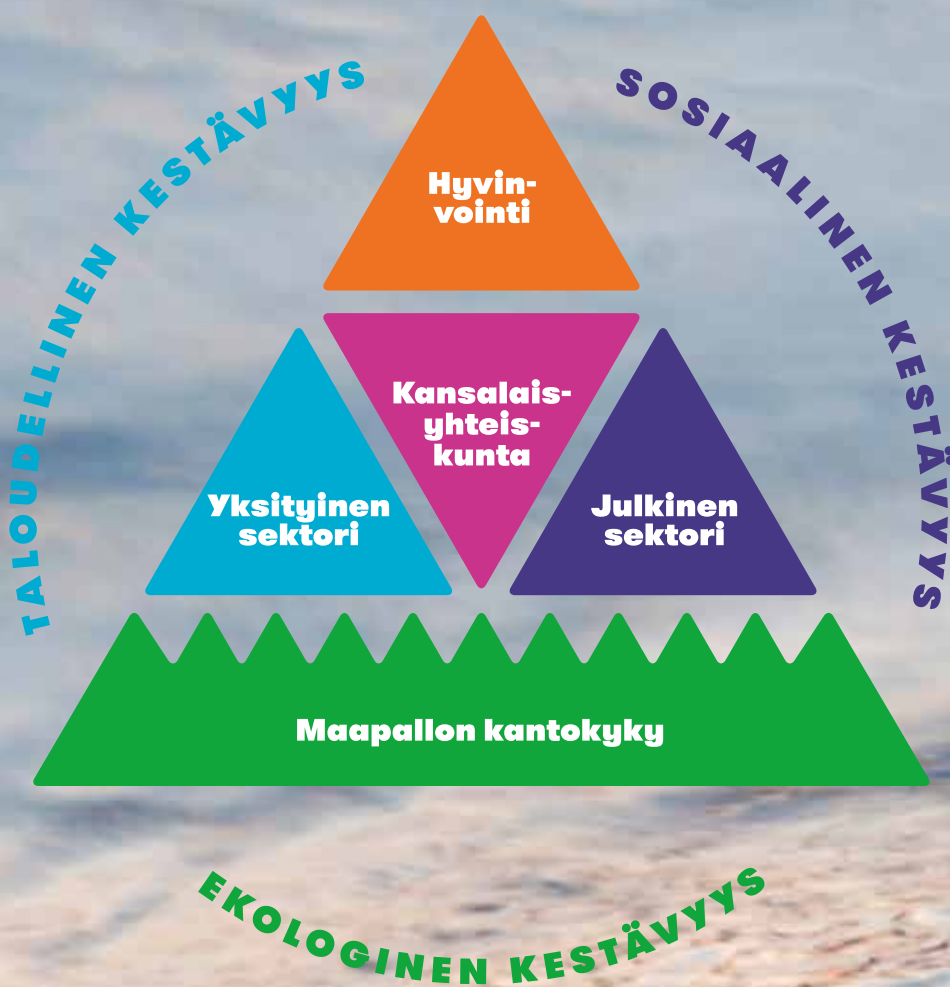 TALOUDELLINEN KESTÄVYYS
SOSIAALINEN KESTÄVYYS
Hyvin-
vointi
Kansalais-
yhteis-
kunta
Yksityinen
sektori
Julkinen
sektori
Maapallon kantokyky
EKOLOGINEN KESTÄVYYS